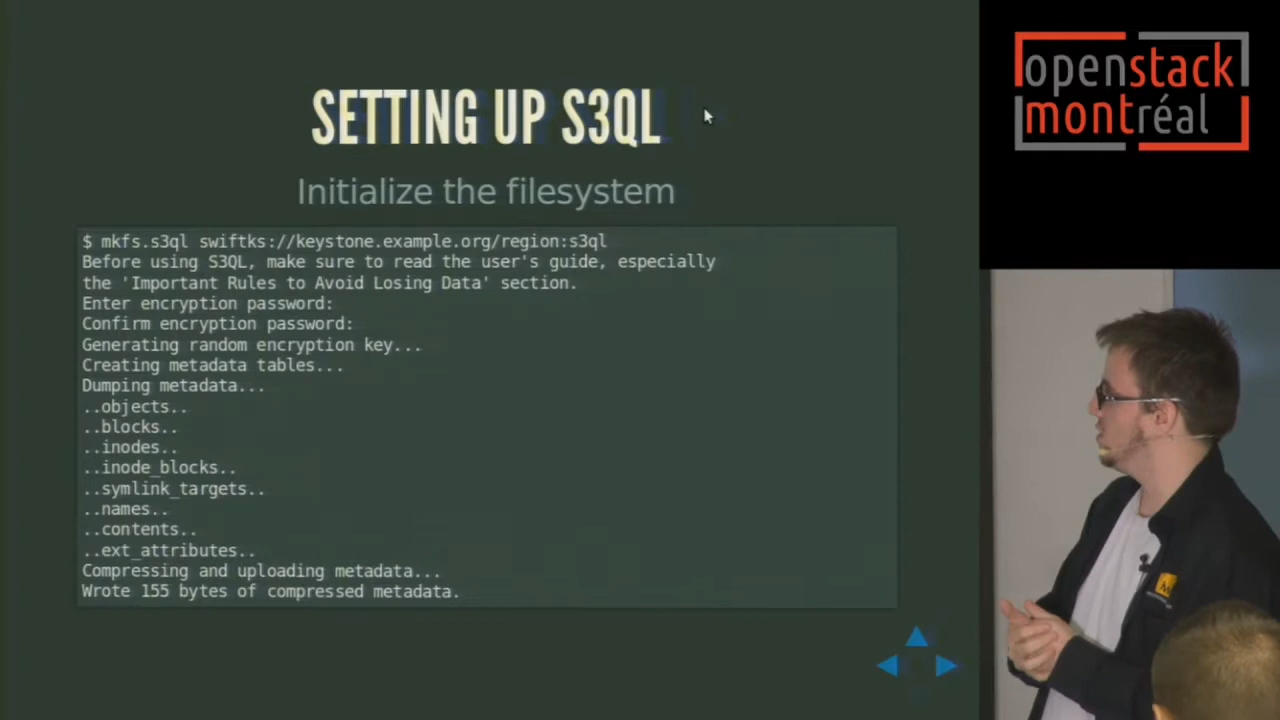 SETTING UP S3QL
Initialize the filesystem
$ mkfs.s3ql swiftks://keystone.example.org/region:s3ql
Before using S3QL, make sure to read the user's guide, especially
the 'Important Rules to Avoid Losing Data' section.
Enter encryption password:
Confirm encryption password:
Generating random encryption key...
Creating metadata tables...
Dumping metadata...
..objects..
..blocks..
..inodes..
..inode_blocks..
..symlink_targets..
..names..
..contents..
..ext_attributes..
Compressing and uploading metadata...
Wrote 155 bytes of compressed metadata.
openstack
montréal